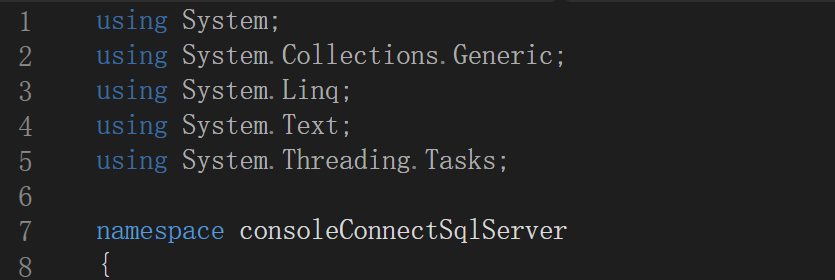 1 using System;
2 using System.Collections.Generic;
3 using System.Linq;
4 using System.Text;
5 using System.Threading.Tasks;
6
7 namespace consoleConnectSqlServer
8 {